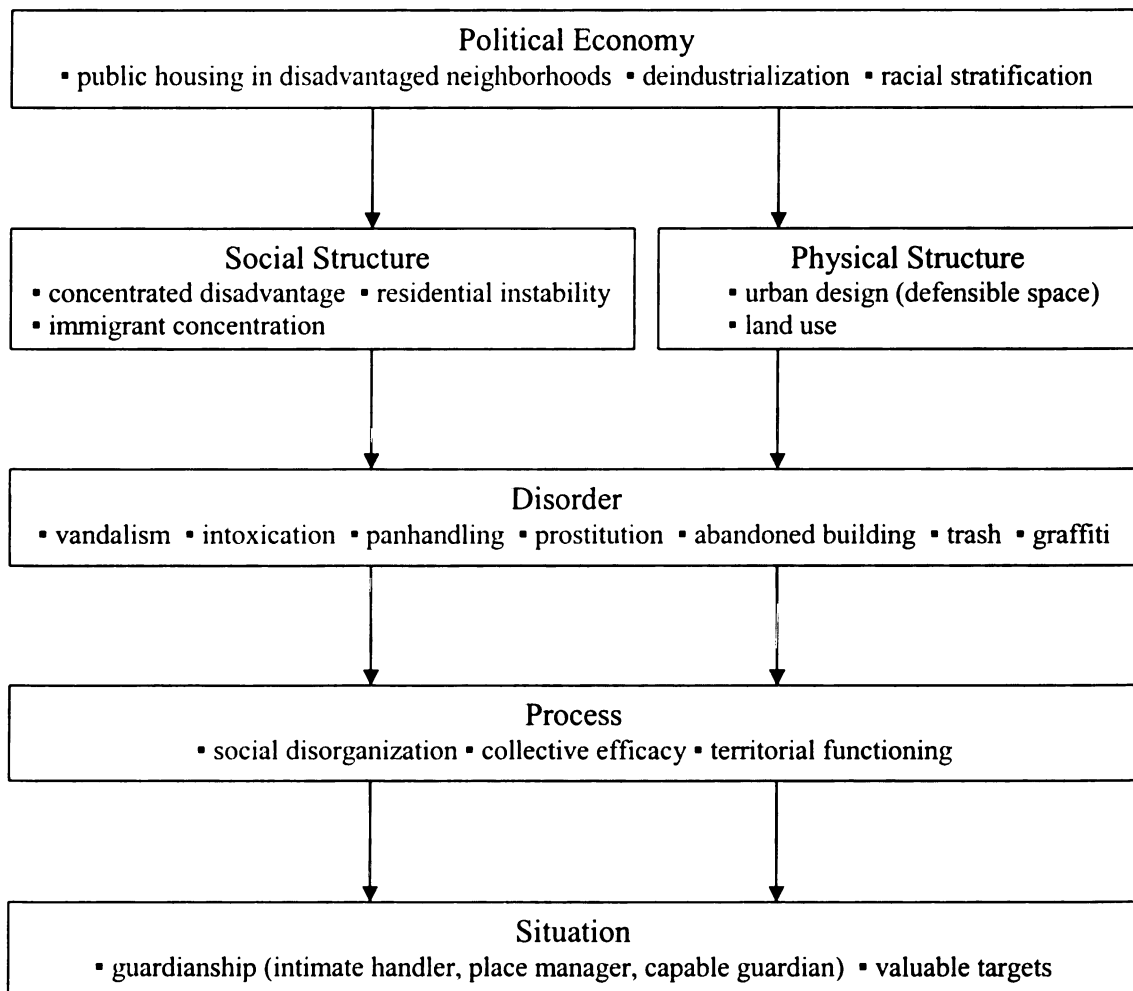 Political Economy
▪ public housing in disadvantaged neighborhoods ▪ deindustrialization ▪ racial stratification
Social Structure
▪ concentrated disadvantage ▪ residential instability
▪ immigrant concentration
Physical Structure
▪ urban design (defensible space)
▪ land use
Disorder
▪ vandalism ▪ intoxication ▪ panhandling ▪ prostitution ▪ abandoned building ▪ trash ▪ graffiti
Process
▪ social disorganization ▪ collective efficacy ▪ territorial functioning
Situation
▪ guardianship (intimate handler, place manager, capable guardian) ▪ valuable targets